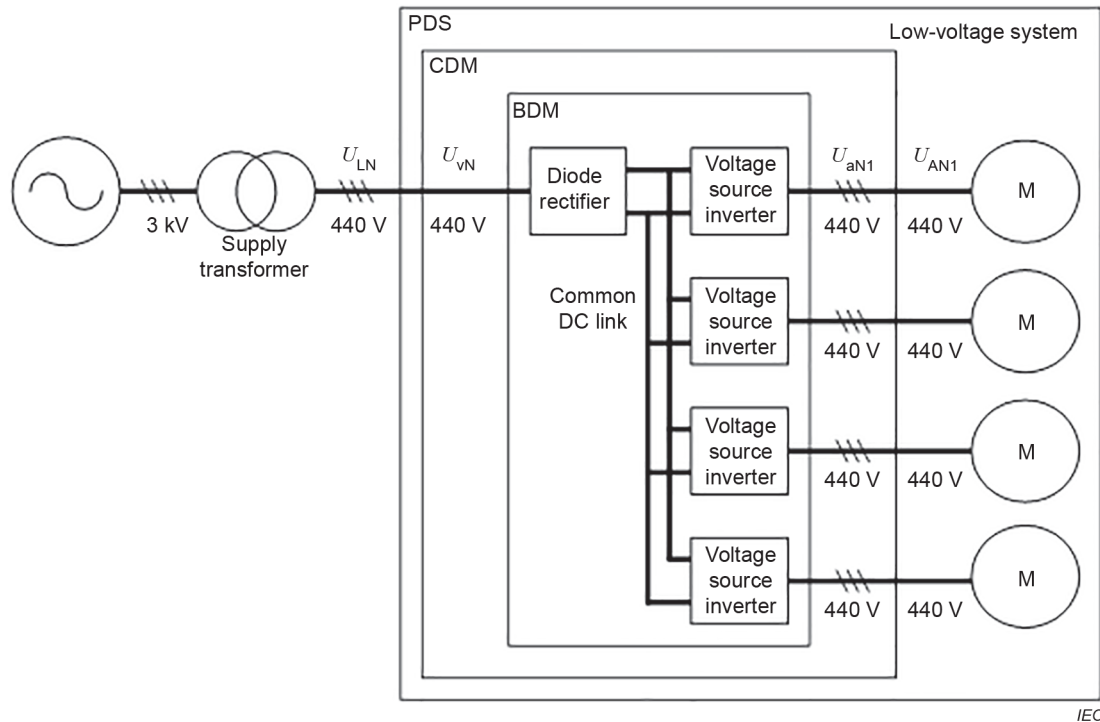 PDS
Low-voltage system
CDM
BDM
U_LN
U_vN
Diode
rectifier
Voltage
source
inverter
U_aN1
U_AN1
M
3 kV
440 V
440 V
440 V
440 V
Supply
transformer
Common
DC link
Voltage
source
inverter
M
440 V
440 V
Voltage
source
inverter
M
440 V
440 V
Voltage
source
inverter
M
440 V
440 V
IEC